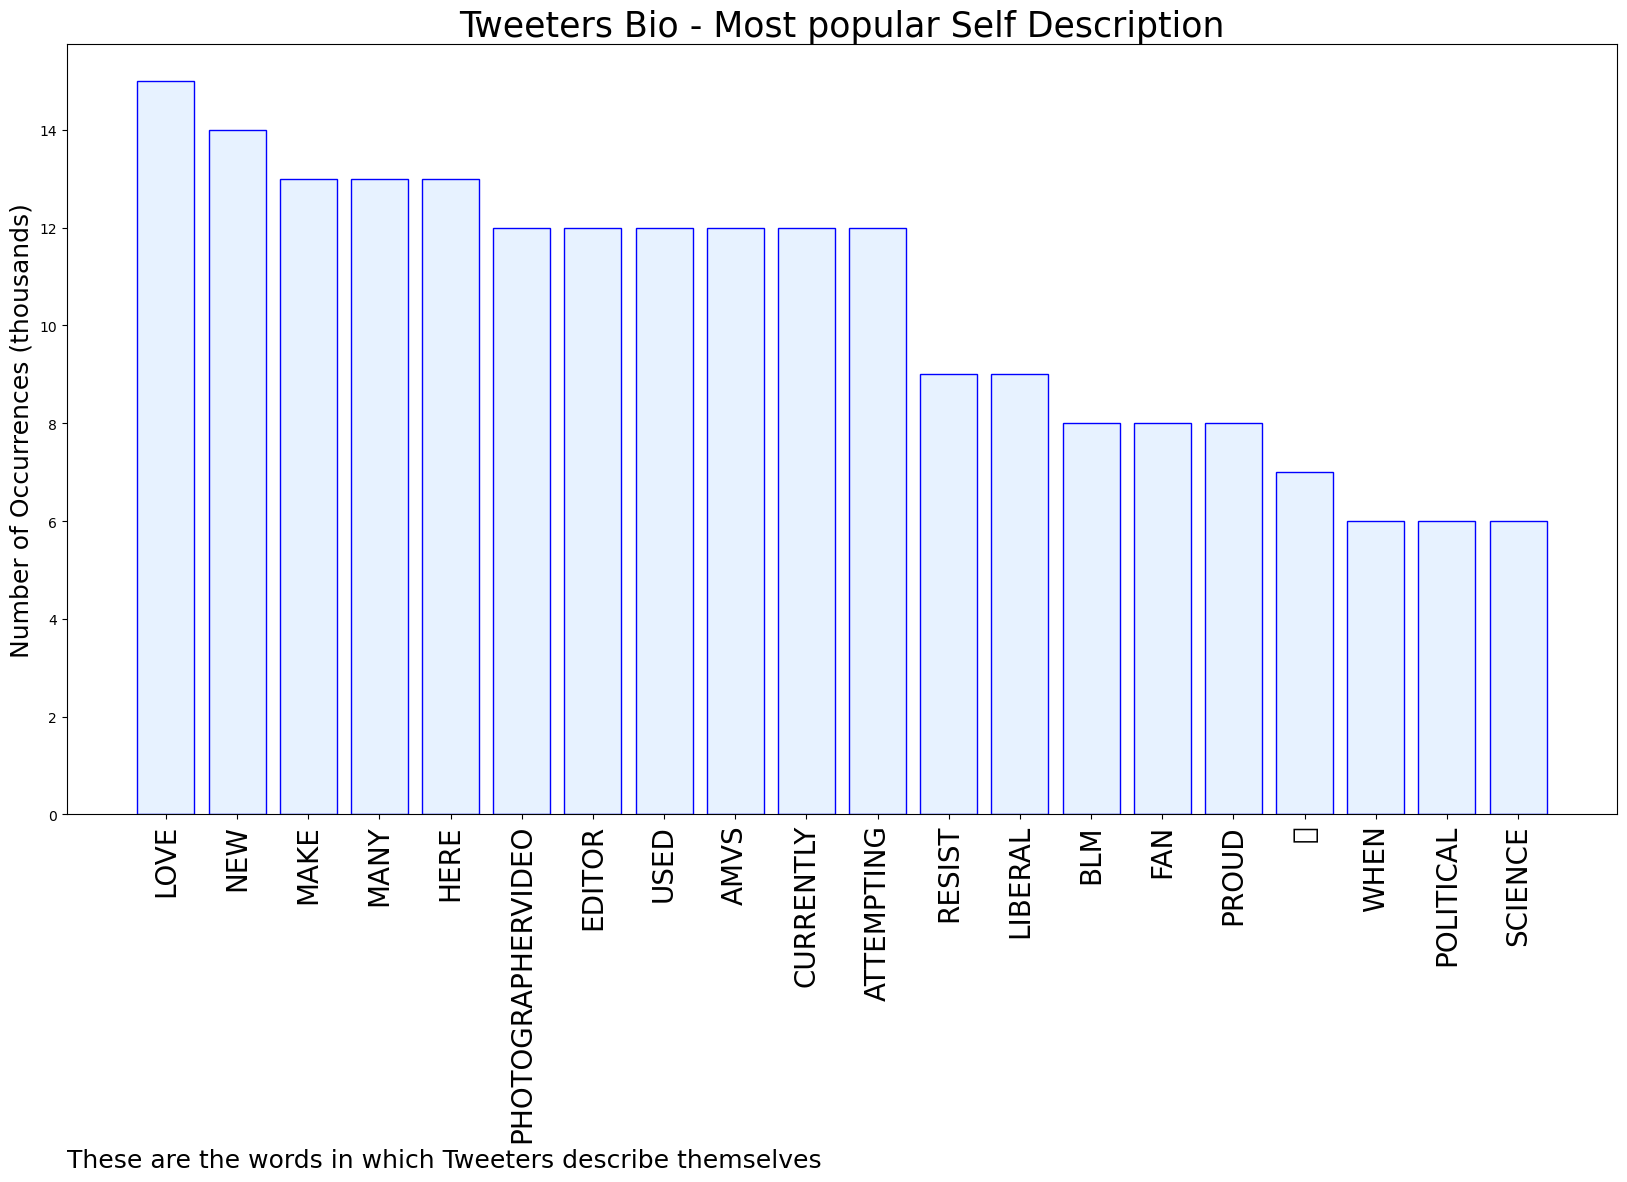 Tweeters Bio - Most popular Self Description
Number of Occurrences (thousands)
14
12
10
8
6
4
2
0
LOVE
NEW
MAKE
MANY
HERE
PHOTOGRAPHERVIDEO
EDITOR
USED
AMVS
CURRENTLY
ATTEMPTING
RESIST
LIBERAL
BLM
FAN
PROUD
WHEN
POLITICAL
SCIENCE
These are the words in which Tweeters describe themselves